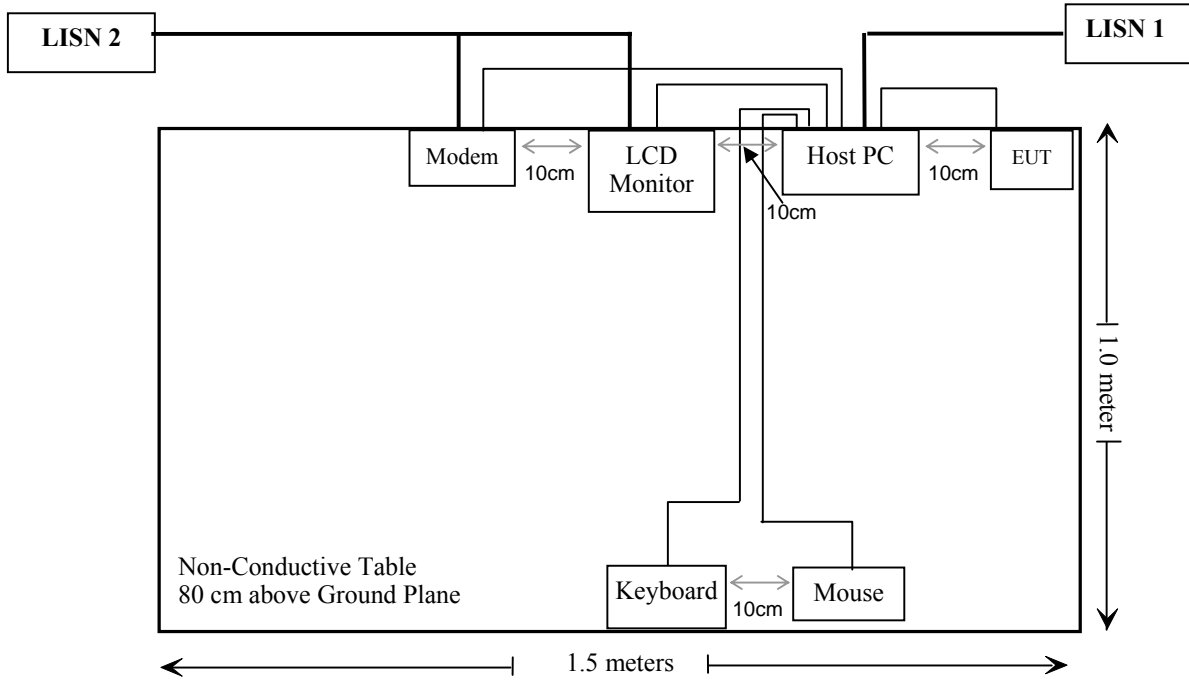 LISN 2
LISN 1
Modem
LCD
Monitor
Host PC
EUT
10cm
10cm
10cm
1.0 meter
Non-Conductive Table
80 cm above Ground Plane
Keyboard
Mouse
10cm
1.5 meters